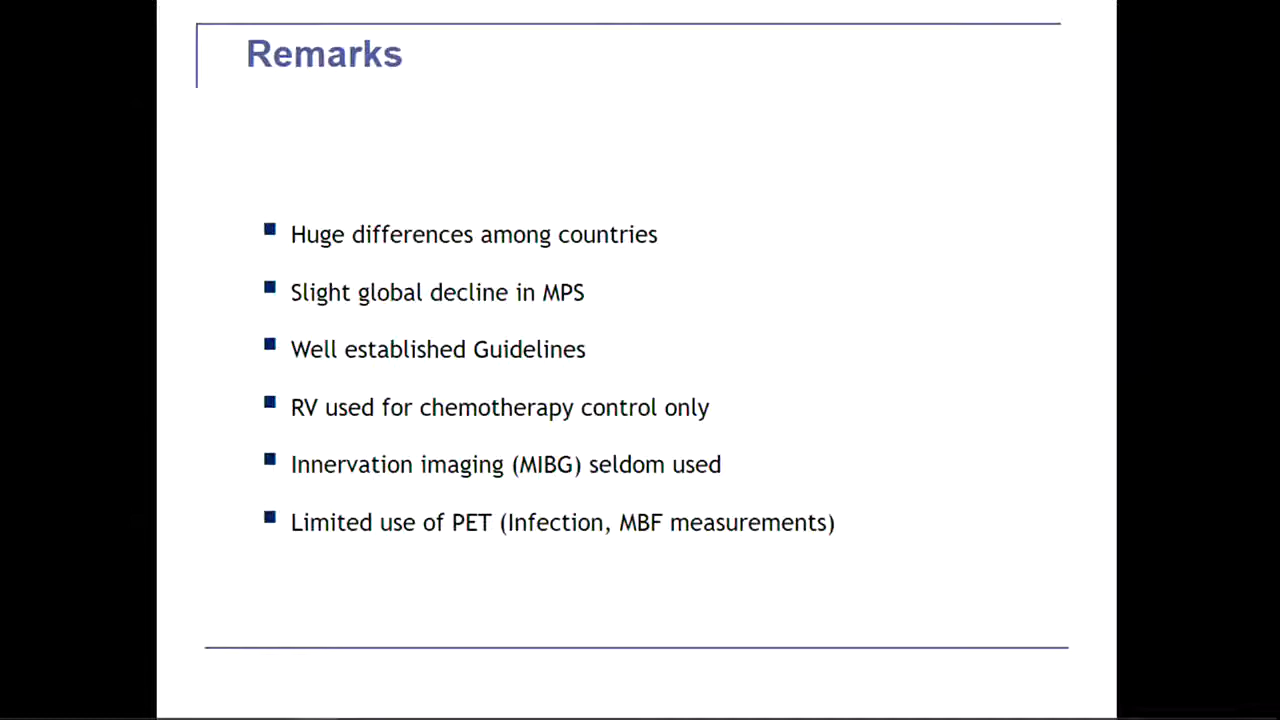 Remarks
Huge differences among countries
Slight global decline in MPS
Well established Guidelines
RV used for chemotherapy control only
Innervation imaging (MIBG) seldom used
Limited use of PET (Infection, MBF measurements)